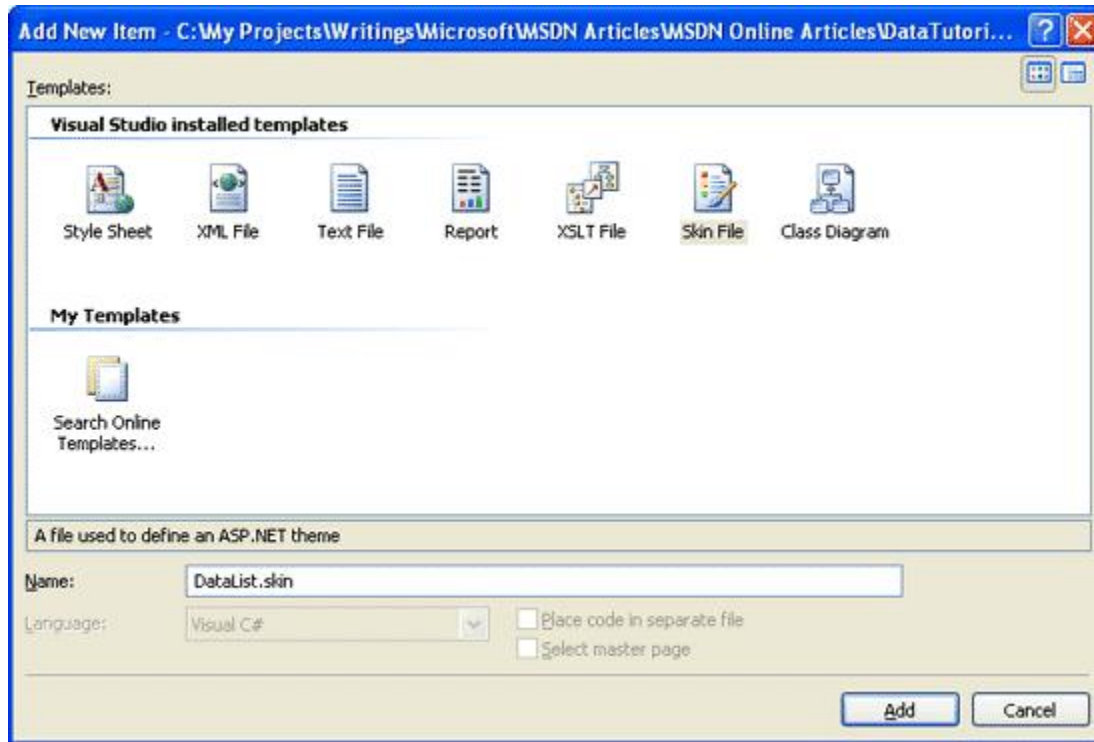 Add New Item - C:\My Projects\Writings\Microsoft\MSDN Articles\MSDN Online Articles\DataTutori...
Templates:
Visual Studio installed templates
Style Sheet
XML File
Text File
Report
XSLT File
Skin File
Class Diagram
My Templates
Search Online
Templates...
A file used to define an ASP.NET theme
Name:
DataList.skin
Language:
Visual C#
Place code in separate file
Select master page
Add
Cancel